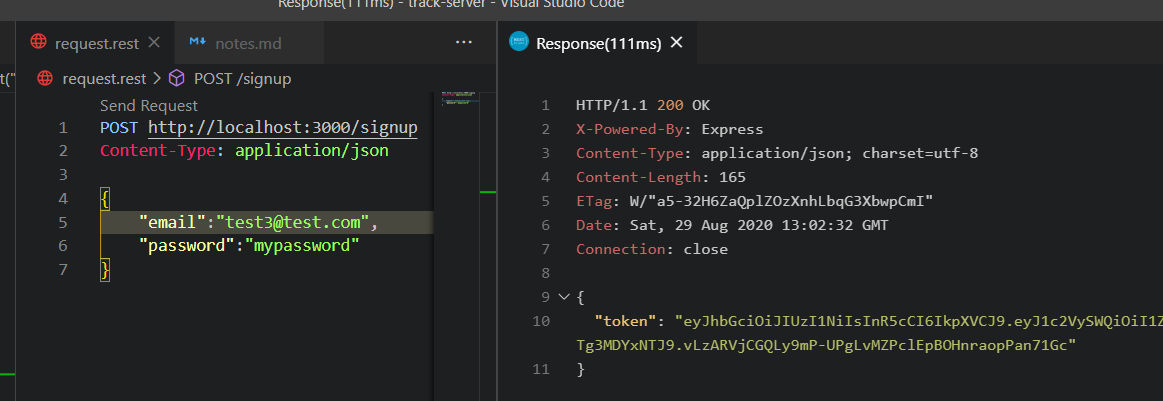 Response(111ms) - track-server - Visual Studio Code
request.rest
notes.md
Response(111ms)
t("
request.rest > POST /signup
Send Request
1 POST http://localhost:3000/signup
2 Content-Type: application/json
3
4 {
5 "email":"test3@test.com",
6 "password":"mypassword"
7 }
1 HTTP/1.1 200 OK
2 X-Powered-By: Express
3 Content-Type: application/json; charset=utf-8
4 Content-Length: 165
5 ETag: W/"a5-32H6ZaQplZOzXnhLbqG3XbwpCmI"
6 Date: Sat, 29 Aug 2020 13:02:32 GMT
7 Connection: close
8
9 {
10 "token": "eyJhbGciOiJIUzI1NiIsInR5cCI6IkpXVCJ9.eyJ1c2VySWQiOiI1Z
Tg3MDYxNTJ9.vLzARVjCGQLy9mP-UPgLvMZPclEpBOHnraopPan71Gc"
11 }